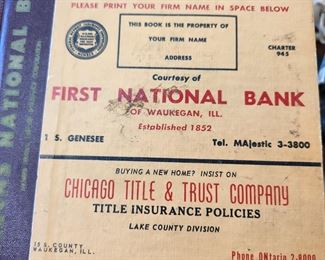 PLEASE PRINT YOUR FIRM NAME IN SPACE BELOW
THIS BOOK IS THE PROPERTY OF
YOUR FIRM NAME
ADDRESS
CHARTER
945
Courtesy of
FIRST NATIONAL BANK
OF WAUKEGAN, ILL.
Established 1852
S. GENESEE
Tel. MAjestic 3-3800
BUYING A NEW HOME? INSIST ON
CHICAGO TITLE & TRUST COMPANY
TITLE INSURANCE POLICIES
LAKE COUNTY DIVISION
S. COUNTY
WAUKEGAN, ILL.
Phone ONtario
NATIONAL B